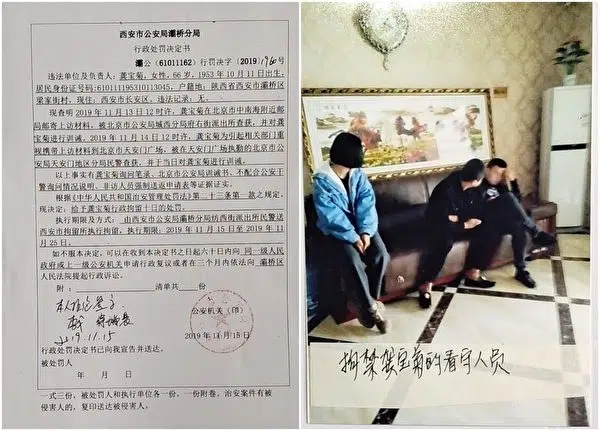 西安市公安局灞桥分局
行政处罚决定书
灞公（61011162）行罚决字〔2019〕1960号
违法单位及负责人：龚宝菊，女性，66岁，1953年10月11日出生，
居民身份证号码：610111195310113045，户籍地：陕西省西安市灞桥区
梁家街村，现住：西安市长安区，违法记录：无。
现查明2019年11月13日12时许，龚宝菊在北京市中南海附近邮
局邮寄上访材料，被北京市公安局城西分局府右街派出所查获，并对
龚宝菊进行训诫。2019年11月14日12时许，龚宝菊为引起相关部门重
视携带上访材料到北京市天安门广场，被在天安门广场执勤的北京市公
安局天安门地区分局民警查获，并于当日对龚宝菊进行训诫。
以上事实有龚宝菊询问笔录、北京市公安局训诫书、不配合公安干
警询问情况说明、非访人员强制送返申请表等证据证实。
根据《中华人民共和国治安管理处罚法》第二十三条第一款之规定，
现决定：给予龚宝菊行政拘留十日的处罚。
执行期限及方式：由西安市公安局灞桥分局纺西街派出所民警送
西安市拘留所执行拘留，执行期限：2019年11月15日至2019年11
月25日。
如不服本决定，可以在收到本决定书之日起六十日内向 同一级人民
政府或上一级公安机关申请行政复议或者在三个月内依法向 灞桥区
人民法院提起行政诉讼。
附： 清单共 份
公安机关（印）
2019年11月15日
2019.11.15
行政处罚决定书已向我宣告并送达。
被处罚人
年 月 日
一式三份，被处罚人和执行单位各一份，一份附卷。治安案件有被
侵害人的，复印送达被侵害人。
拘禁龚宝菊的看守人员